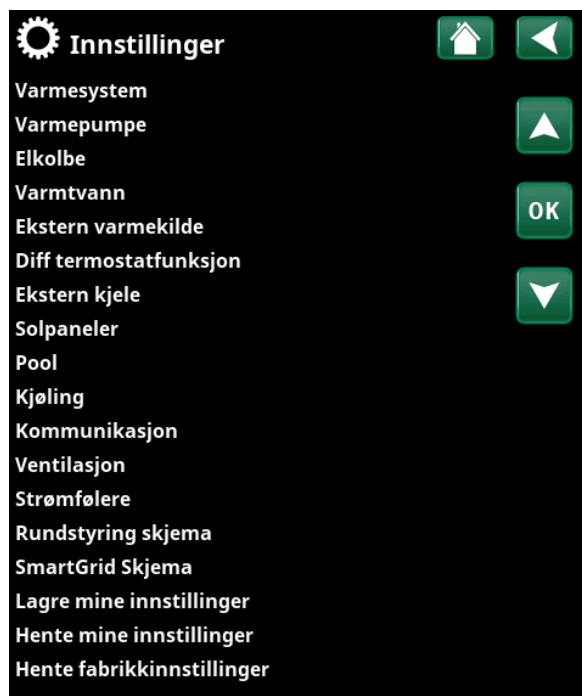 Innstillinger
Varmesystem
Varmepumpe
Elkolbe
Varmtvann
OK
Ekstern varmekilde
Diff termostatfunksjon
Ekstern kjele
Solpaneler
Pool
Kjøling
Kommunikasjon
Ventilasjon
Strømfølere
Rundstyring skjema
SmartGrid Skjema
Lagre mine innstillinger
Hente mine innstillinger
Hente fabrikkinnstillinger